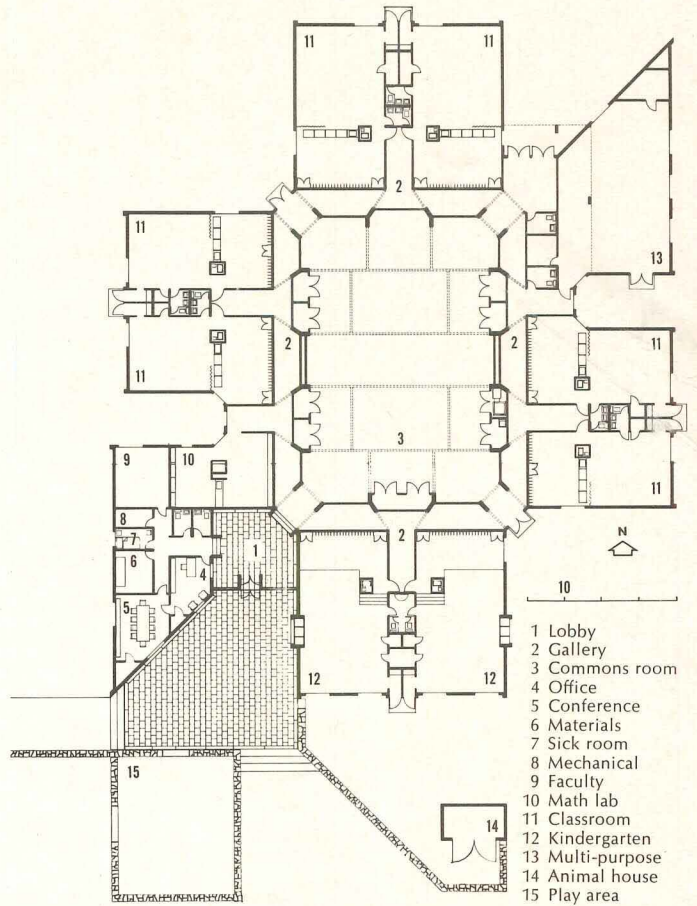 11 11
2
11
13
11
2 2
11
11
3
9 10
8
7
1
6
4
2
5
11
N
10
12 12
15
14
1 Lobby
2 Gallery
3 Commons room
4 Office
5 Conference
6 Materials
7 Sick room
8 Mechanical
9 Faculty
10 Math lab
11 Classroom
12 Kindergarten
13 Multi-purpose
14 Animal house
15 Play area